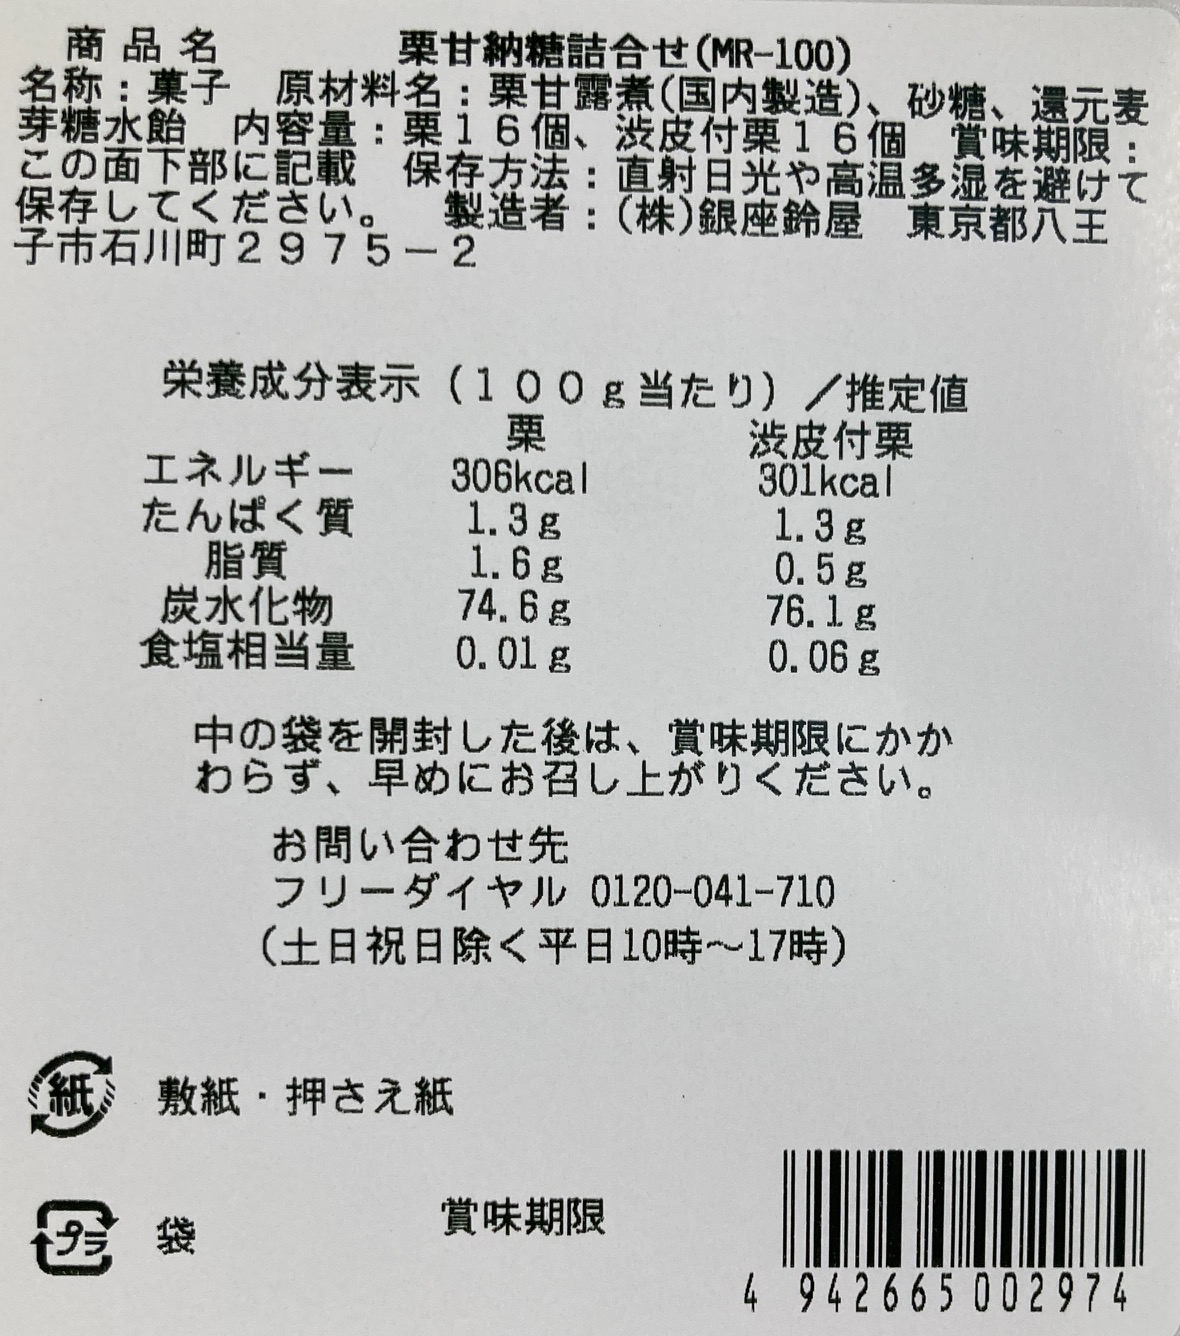 商品名　栗甘納糖詰合せ(MR-100)
名称：菓子　原材料名：栗甘露煮(国内製造)、砂糖、還元麦
芽糖水飴　内容量：栗１６個、渋皮付栗１６個　賞味期限：
この面下部に記載　保存方法：直射日光や高温多湿を避けて
保存してください。　製造者：(株)銀座鈴屋　東京都八王
子市石川町２９７５－２
栄養成分表示（１００ｇ当たり）／推定値
栗　渋皮付栗
エネルギー　306kcal　301kcal
たんぱく質　1.3ｇ　1.3ｇ
脂質　1.6ｇ　0.5ｇ
炭水化物　74.6ｇ　76.1ｇ
食塩相当量　0.01ｇ　0.06ｇ
中の袋を開封した後は、賞味期限にかか
わらず、早めにお召し上がりください。
お問い合わせ先
フリーダイヤル 0120-041-710
（土日祝日除く平日10時〜17時）
紙　敷紙・押さえ紙
プラ　袋　賞味期限
4 942665 002974